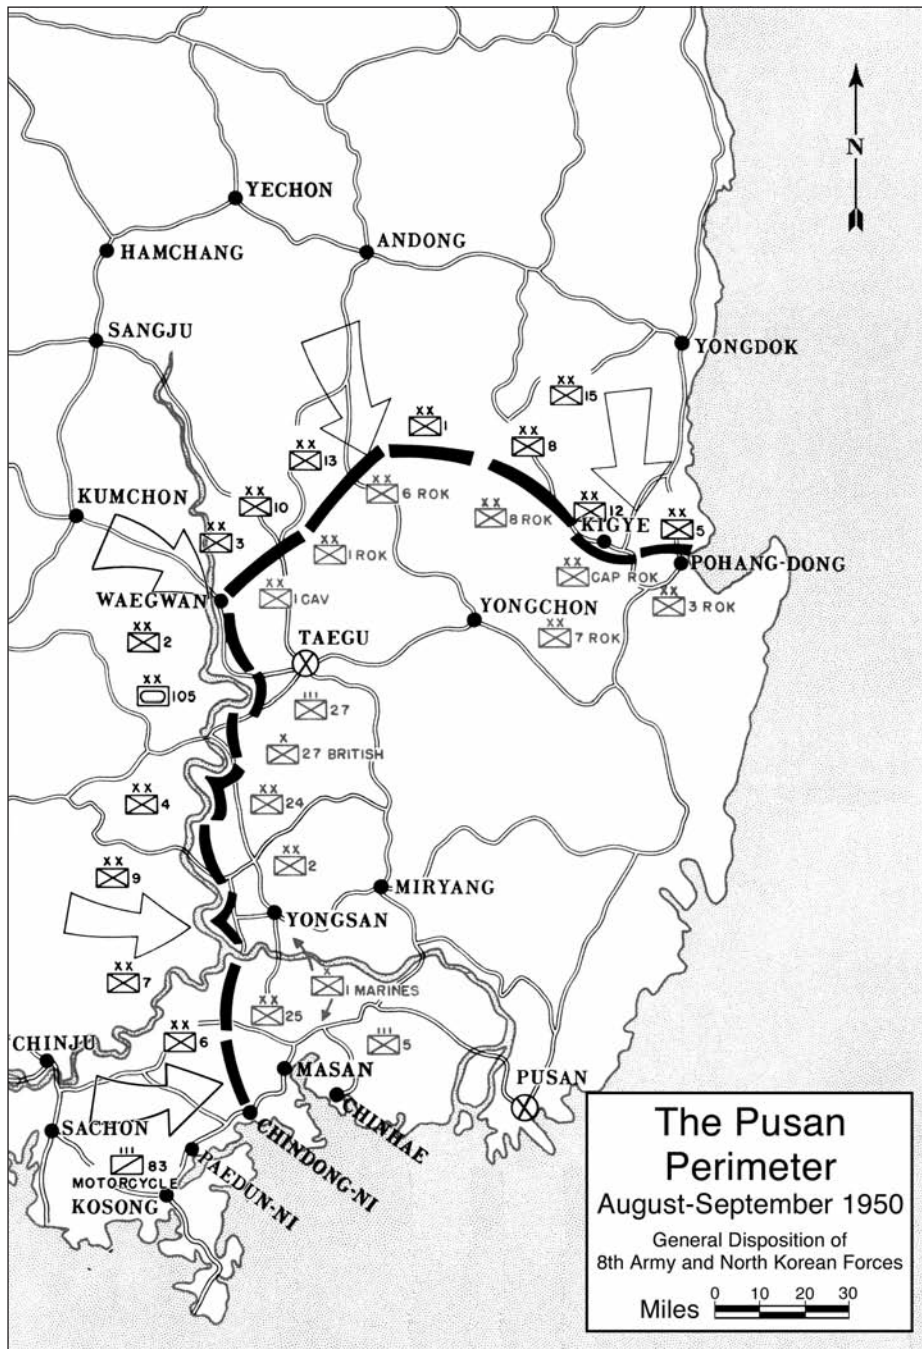 N
YECHON
ANDONG
HAMCHANG
SANGJU
YONGDOK
XX
15
XX
1
XX
8
XX
13
XX
6 ROK
KUMCHON
XX
10
XX
8 ROK
XX
12
KIGYE
XX
5
XX
3
XX
1 ROK
POHANG-DONG
XX
CAP ROK
WAEGWAN
XX
1 CAV
YONGCHON
XX
3 ROK
XX
2
TAEGU
XX
7 ROK
XX
105
III
27
X
27 BRITISH
XX
4
XX
24
XX
9
XX
2
MIRYANG
YONGSAN
XX
7
X
1 MARINES
XX
25
XX
6
III
5
CHINJU
MASAN
PUSAN
CHINHAE
SACHON
CHINDONG-NI
III
83
MOTORCYCLE
PAEDUN-NI
KOSONG
The Pusan
Perimeter
August-September 1950
General Disposition of
8th Army and North Korean Forces
Miles
0 10 20 30